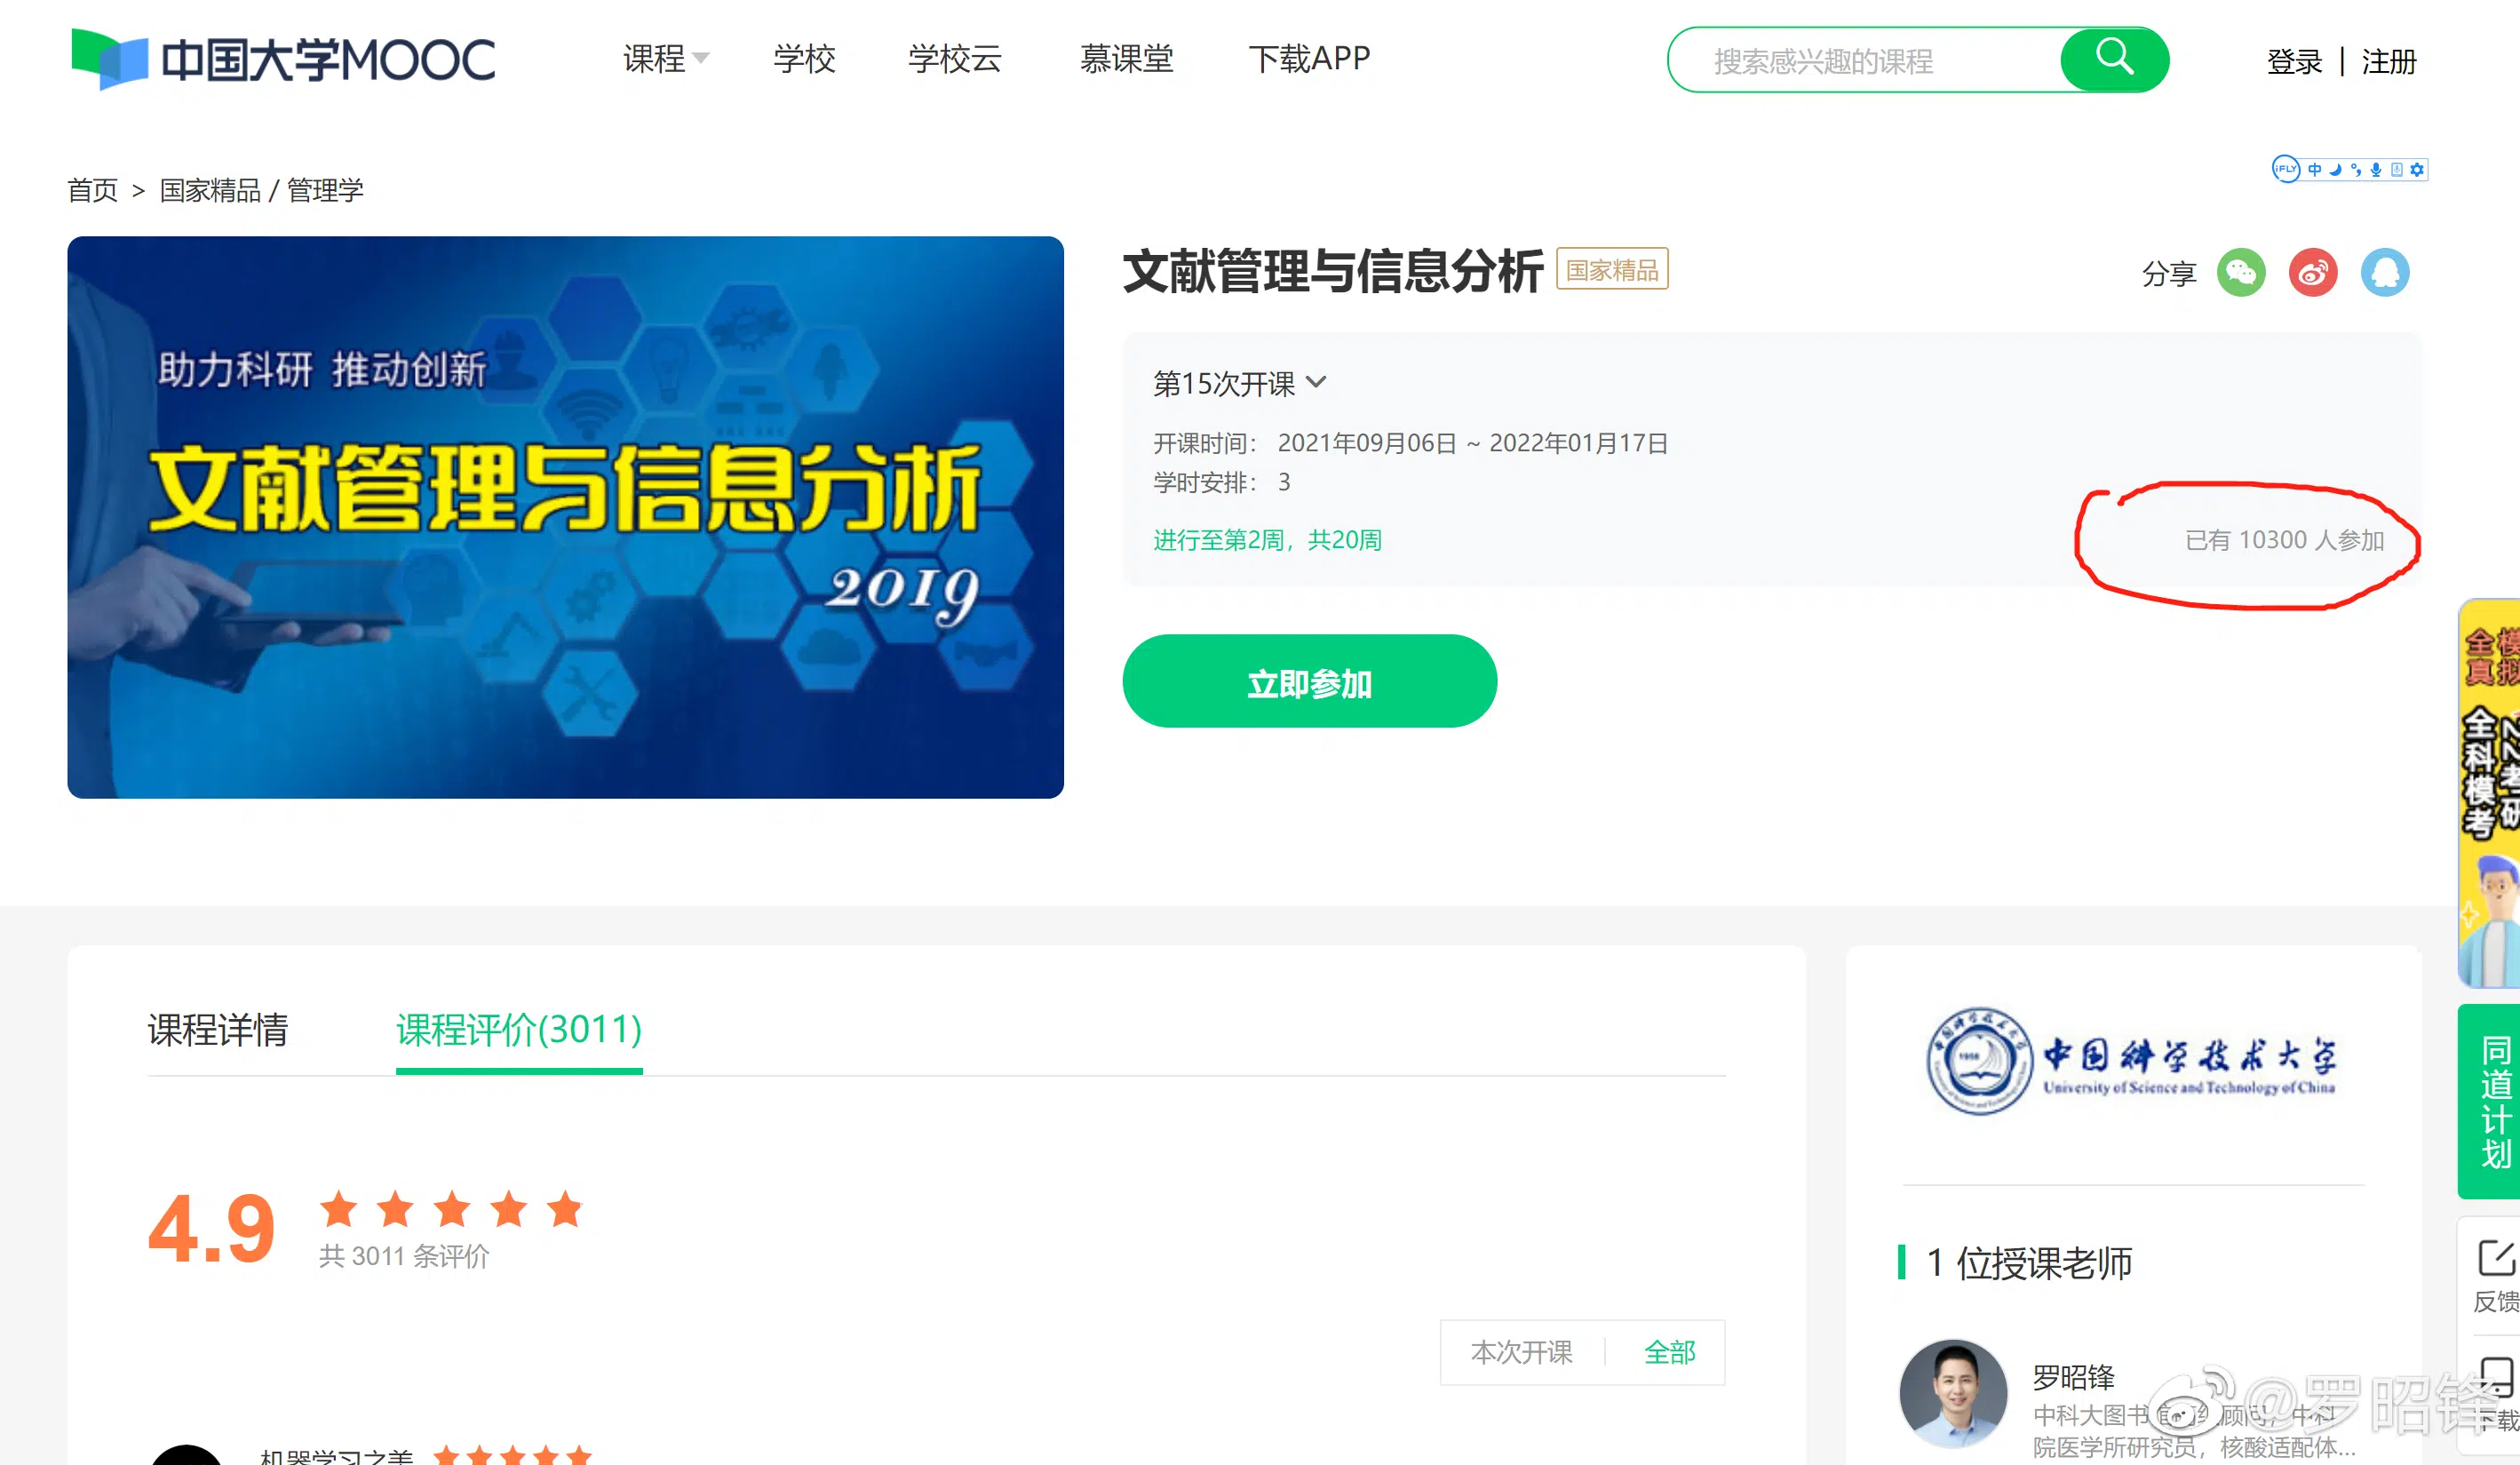 中国大学MOOC
课程
学校
学校云
慕课堂
下载APP
搜索感兴趣的课程
登录 | 注册
首页 > 国家精品 / 管理学
iFLY 中
助力科研 推动创新
文献管理与信息分析
2019
文献管理与信息分析
国家精品
分享
第15次开课
开课时间： 2021年09月06日 ~ 2022年01月17日
学时安排： 3
进行至第2周，共20周
已有 10300 人参加
立即参加
全真
模拟
全科模考
22考研
课程详情
课程评价(3011)
4.9
共 3011 条评价
本次开课
全部
机器学习之美
中国科学技术大学
1958
University of Science and Technology of China
1 位授课老师
罗昭锋
中科大图书馆
顾问，中科
院医学所研究员，核酸适配体...
同道计划
反馈
下载
@罗昭锋